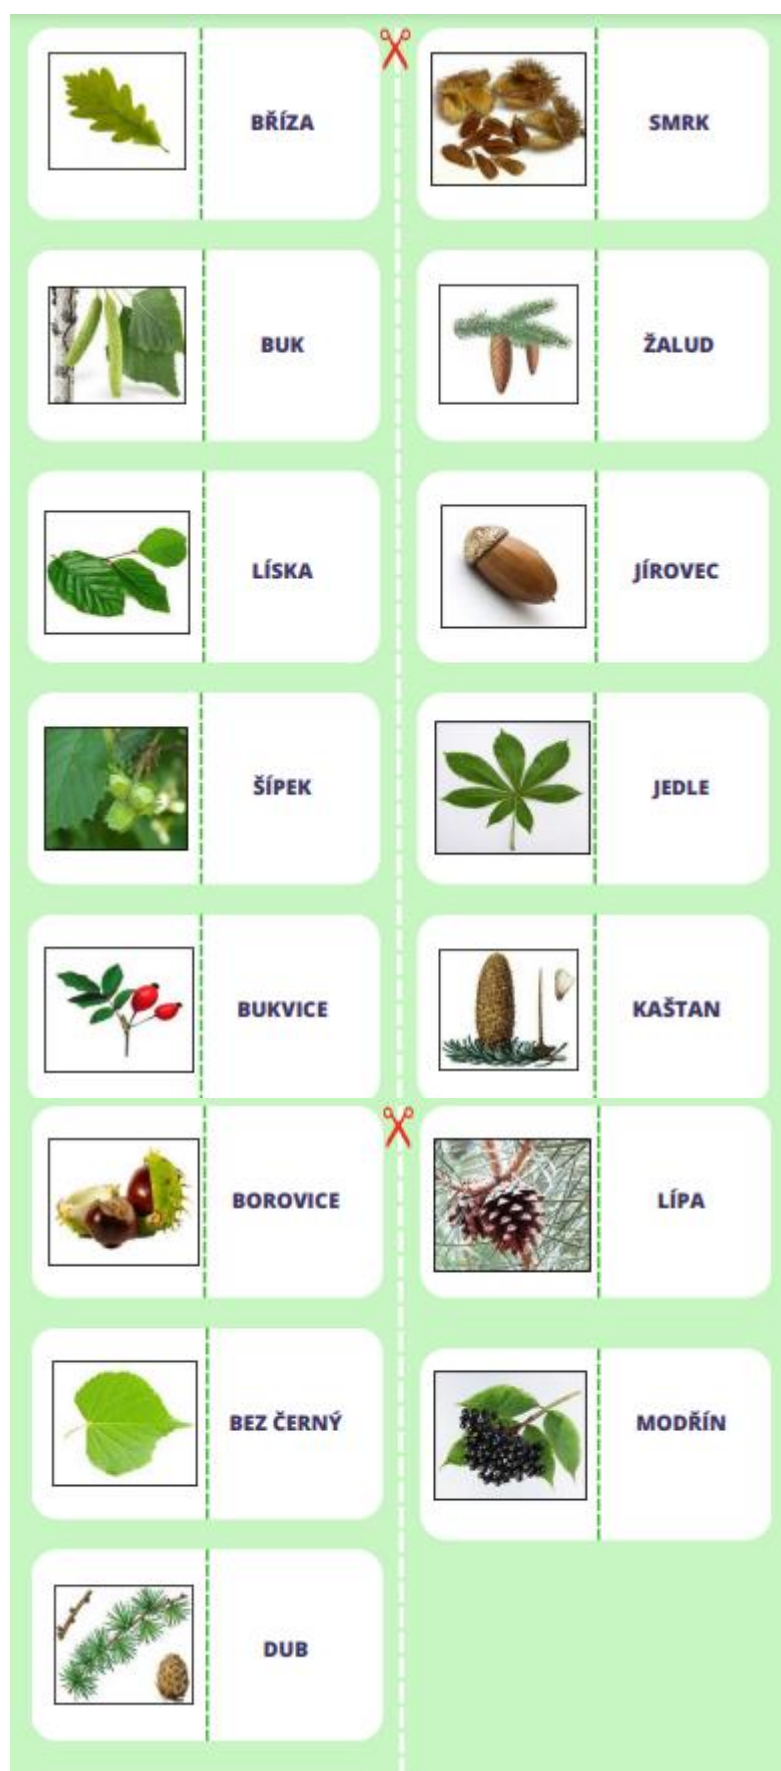 BŘÍZA
SMRK
BUK
ŽALUD
LÍSKA
JÍROVEC
ŠÍPEK
JEDLE
BUKVICE
KAŠTAN
BOROVICE
LÍPA
BEZ ČERNÝ
MODŘÍN
DUB